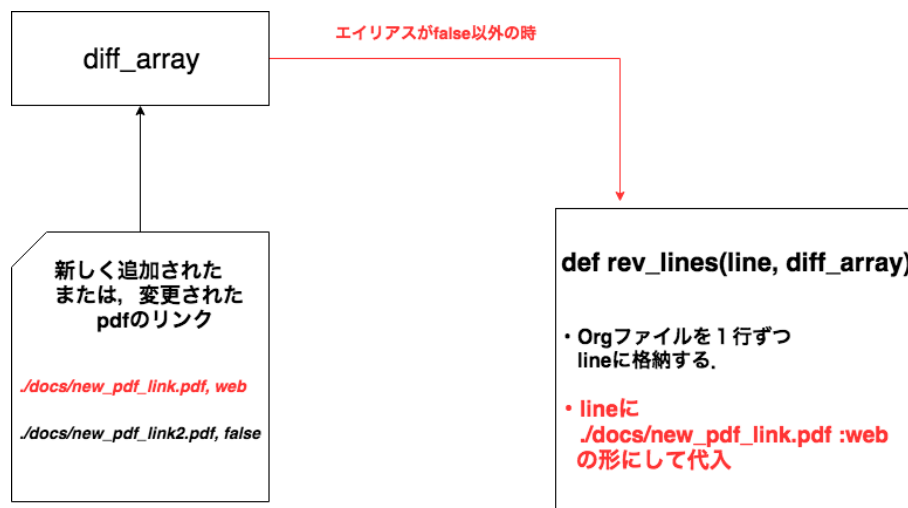 エイリアスがfalse以外の時
diff_array
新しく追加された
または，変更された
pdfのリンク
./docs/new_pdf_link.pdf, web
./docs/new_pdf_link2.pdf, false
def rev_lines(line, diff_array)
・Orgファイルを１行ずつ
lineに格納する．
・lineに
./docs/new_pdf_link.pdf :web
の形にして代入